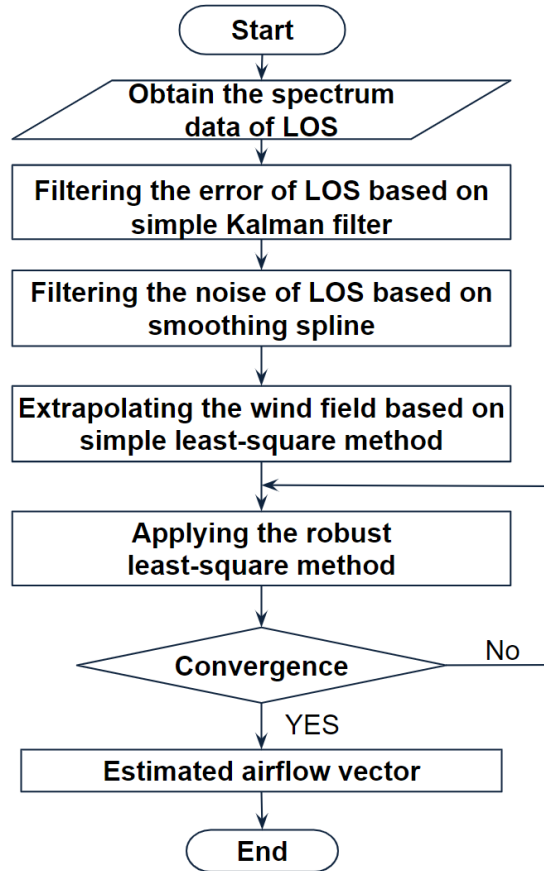 Start
Obtain the spectrum
data of LOS
Filtering the error of LOS based on
simple Kalman filter
Filtering the noise of LOS based on
smoothing spline
Extrapolating the wind field based on
simple least-square method
Applying the robust
least-square method
Convergence
No
YES
Estimated airflow vector
End